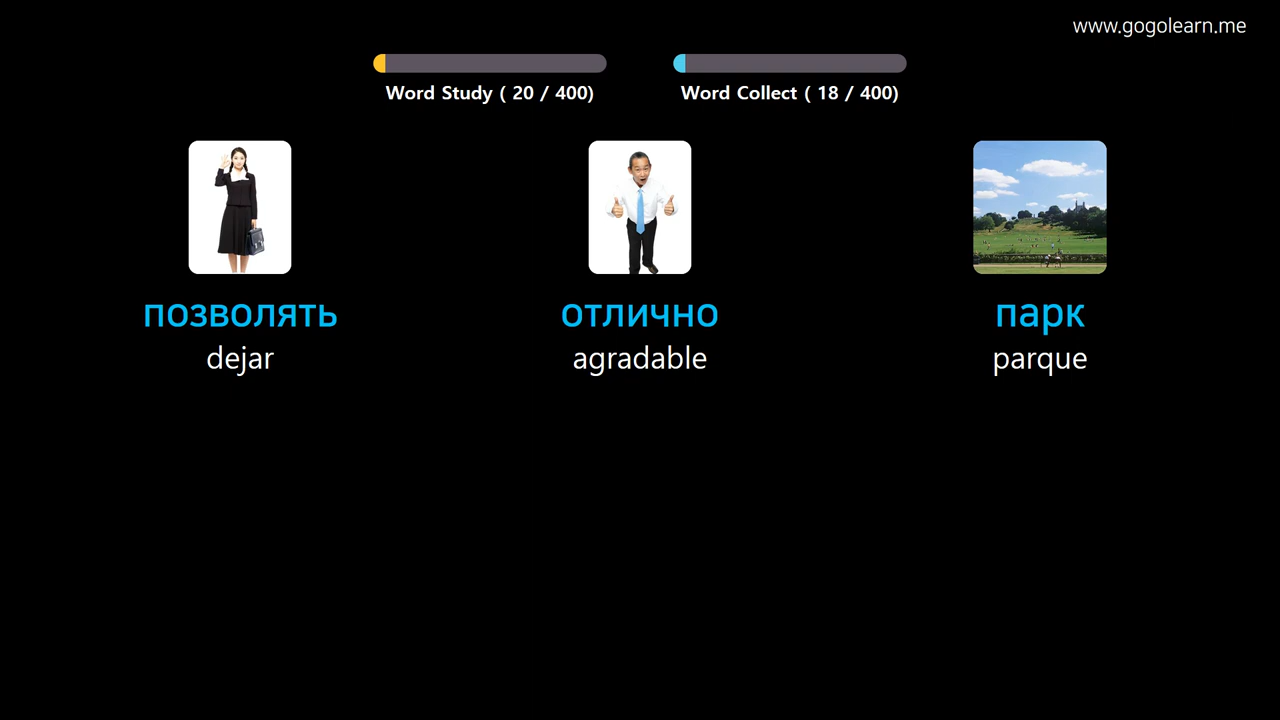 www.gogolearn.me
Word Study ( 20 / 400)
Word Collect ( 18 / 400)
позволять
отлично
парк
dejar
agradable
parque